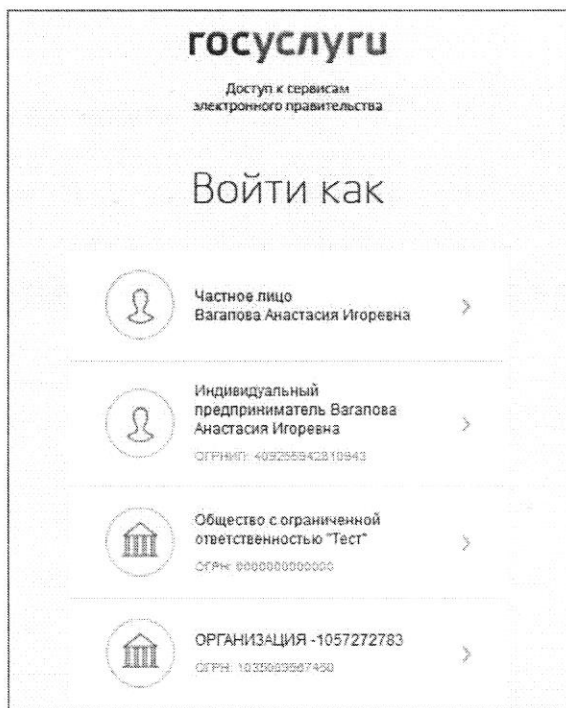 госуслуги
Доступ к сервисам
электронного правительства
Войти как
Частное лицо
Вагапова Анастасия Игоревна
Индивидуальный
предприниматель Вагапова
Анастасия Игоревна
ОГРНИП:
Общество с ограниченной
ответственностью "Тест"
ОГРН: 0000000000000
ОРГАНИЗАЦИЯ -1057272783
ОГРН: